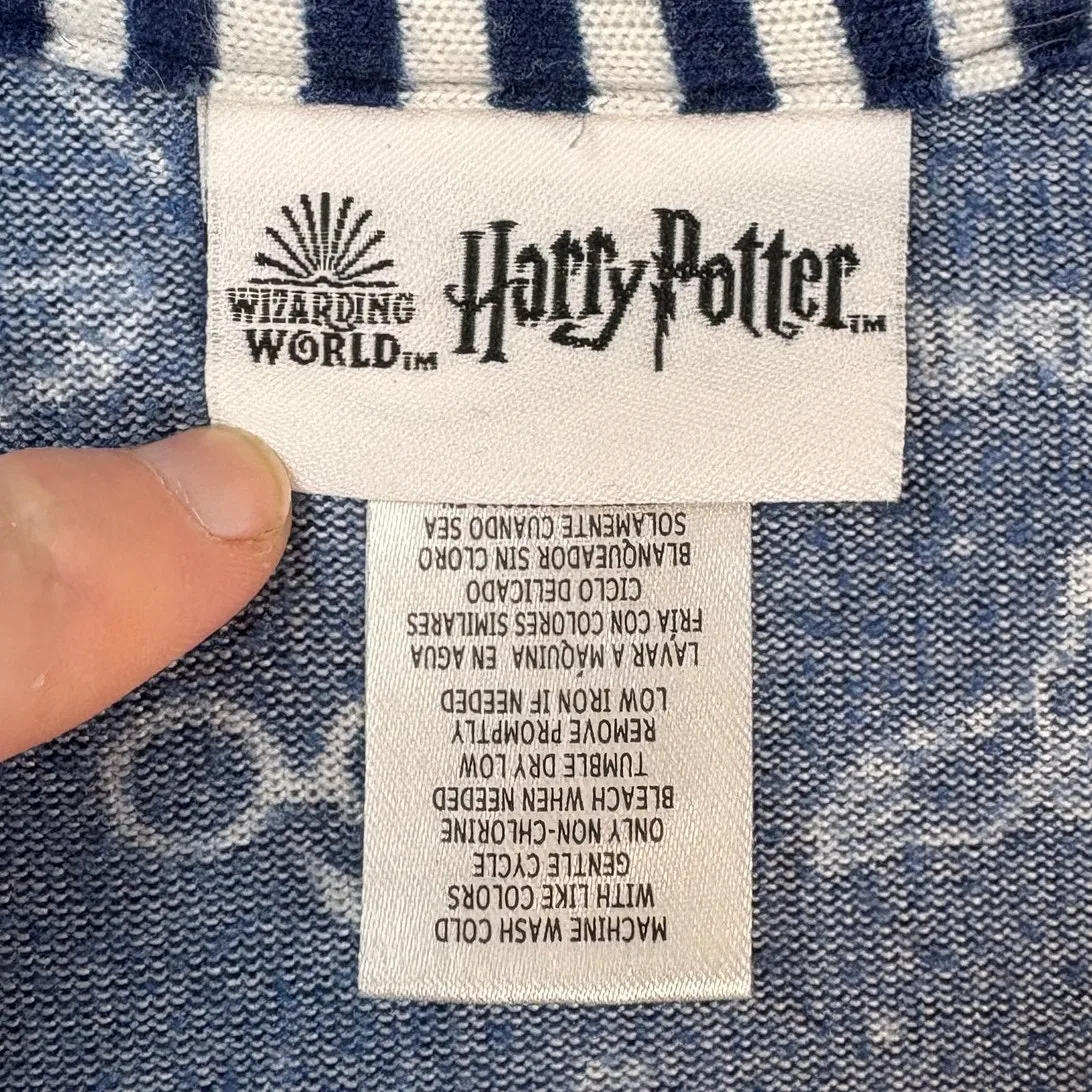 WIZARDING
WORLD™
Harry Potter™
MACHINE WASH COLD
WITH LIKE COLORS
GENTLE CYCLE
ONLY NON-CHLORINE
BLEACH WHEN NEEDED
TUMBLE DRY LOW
REMOVE PROMPTLY
LOW IRON IF NEEDED
LAVAR A MÁQUINA EN AGUA
FRÍA CON COLORES SIMILARES
CICLO DELICADO
BLANQUEADOR SIN CLORO
SOLAMENTE CUANDO SEA